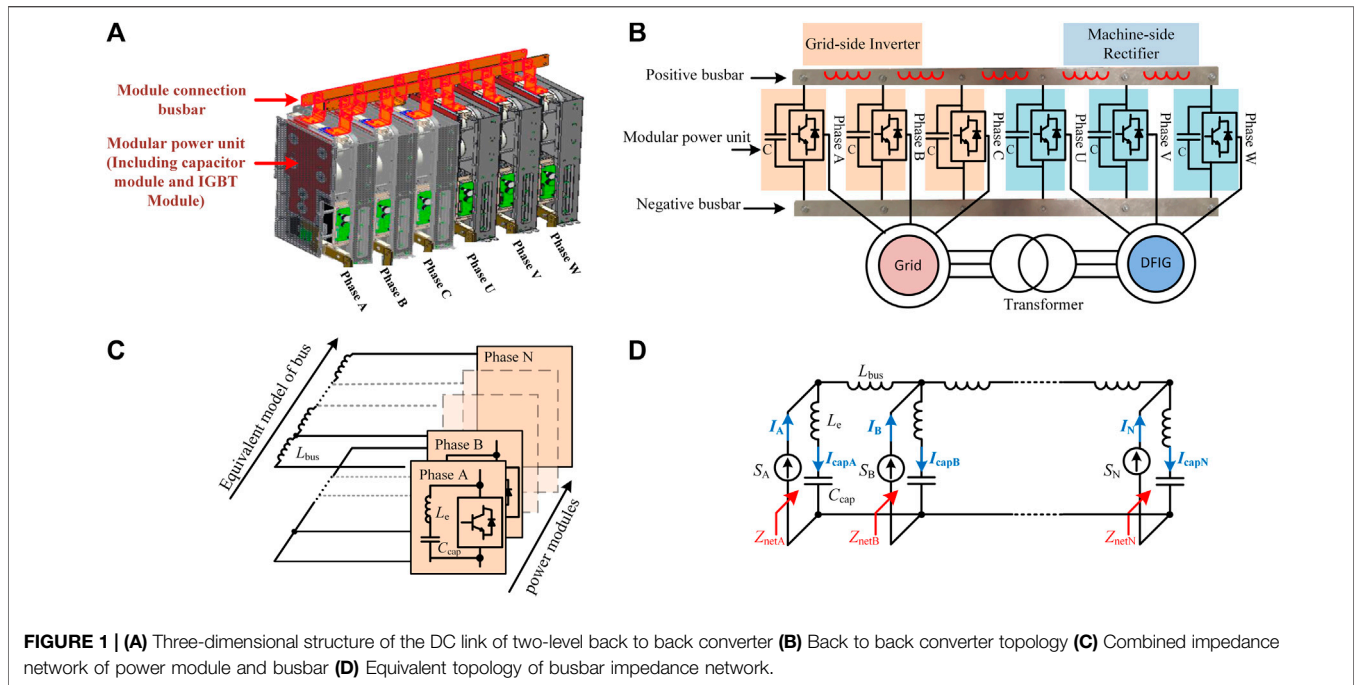 A
Module connection
busbar
Modular power unit
(Including capacitor
module and IGBT
Module)
Phase A
Phase B
Phase C
Phase U
Phase V
Phase W
B
Grid-side Inverter
Machine-side
Rectifier
Positive busbar
Modular power unit
Negative busbar
C
Phase A
C
Phase B
C
Phase C
C
Phase U
C
Phase V
C
Phase W
Grid
Transformer
DFIG
C
Equivalent model of bus
Lbus
Phase N
Phase B
Phase A
Le
Ccap
power modules
D
Lbus
IA
Le
IcapA
SA
Ccap
ZnetA
IB
IcapB
SB
ZnetB
IN
IcapN
SN
ZnetN
FIGURE 1 | (A) Three-dimensional structure of the DC link of two-level back to back converter (B) Back to back converter topology (C) Combined impedance
network of power module and busbar (D) Equivalent topology of busbar impedance network.